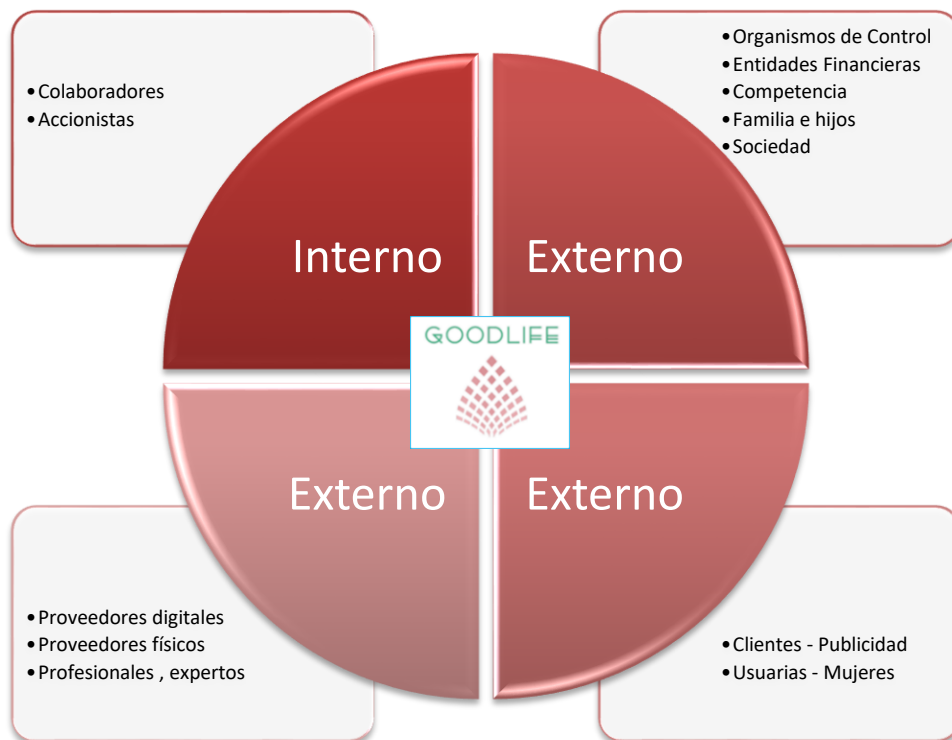 •Colaboradores
•Accionistas
•Organismos de Control
•Entidades Financieras
•Competencia
•Familia e hijos
•Sociedad
Interno
Externo
GOODLIFE
Externo
Externo
•Proveedores digitales
•Proveedores físicos
•Profesionales , expertos
•Clientes - Publicidad
•Usuarias - Mujeres